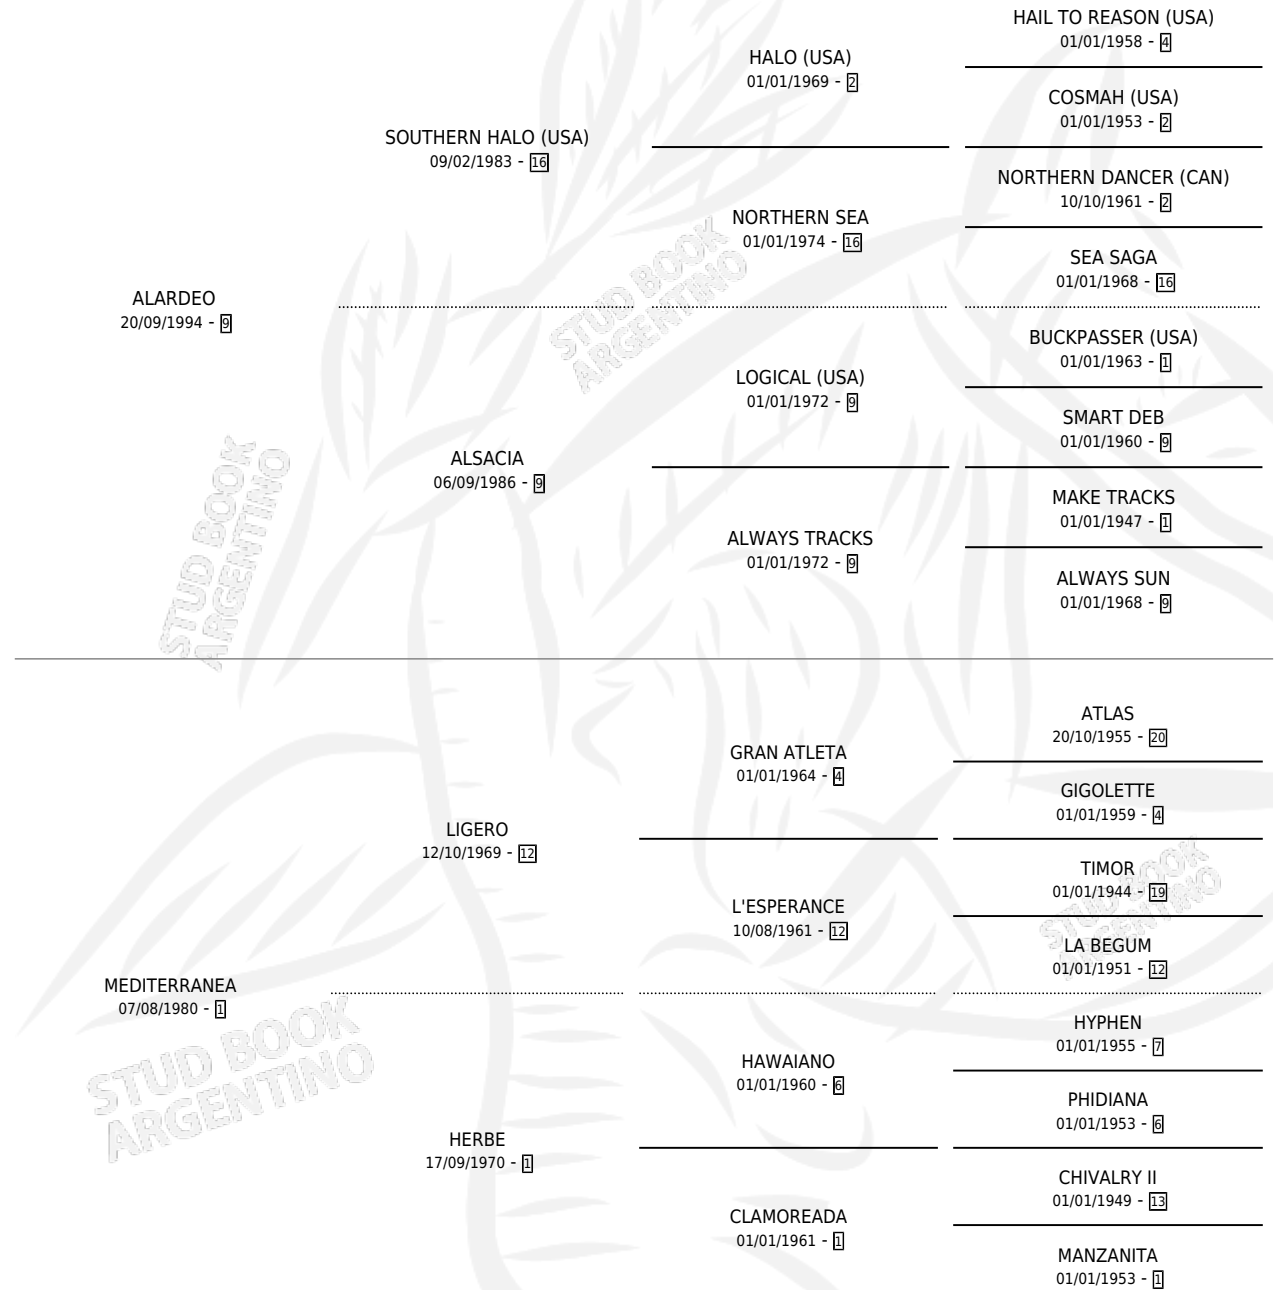 HAIL TO REASON (USA)
01/01/1958 - 4
HALO (USA)
01/01/1969 - 2
COSMAH (USA)
01/01/1953 - 2
SOUTHERN HALO (USA)
09/02/1983 - 16
NORTHERN DANCER (CAN)
10/10/1961 - 2
NORTHERN SEA
01/01/1974 - 16
SEA SAGA
01/01/1968 - 16
ALARDEO
20/09/1994 - 9
STUD BOOK
ARGENTINO
BUCKPASSER (USA)
01/01/1963 - 1
LOGICAL (USA)
01/01/1972 - 9
SMART DEB
01/01/1960 - 9
ALSACIA
06/09/1986 - 9
MAKE TRACKS
01/01/1947 - 1
ALWAYS TRACKS
01/01/1972 - 9
ALWAYS SUN
01/01/1968 - 9
STUD BOOK
ARGENTINO
ATLAS
20/10/1955 - 20
GRAN ATLETA
01/01/1964 - 4
GIGOLETTE
01/01/1959 - 4
LIGERO
12/10/1969 - 12
TIMOR
01/01/1944 - 19
L'ESPERANCE
10/08/1961 - 12
LA BEGUM
01/01/1951 - 12
STUD BOOK
ARGENTINO
MEDITERRANEA
07/08/1980 - 1
HYPHEN
01/01/1955 - 7
HAWAIANO
01/01/1960 - 6
PHIDIANA
01/01/1953 - 6
STUD BOOK
ARGENTINO
HERBE
17/09/1970 - 1
CHIVALRY II
01/01/1949 - 13
CLAMOREADA
01/01/1961 - 1
MANZANITA
01/01/1953 - 1